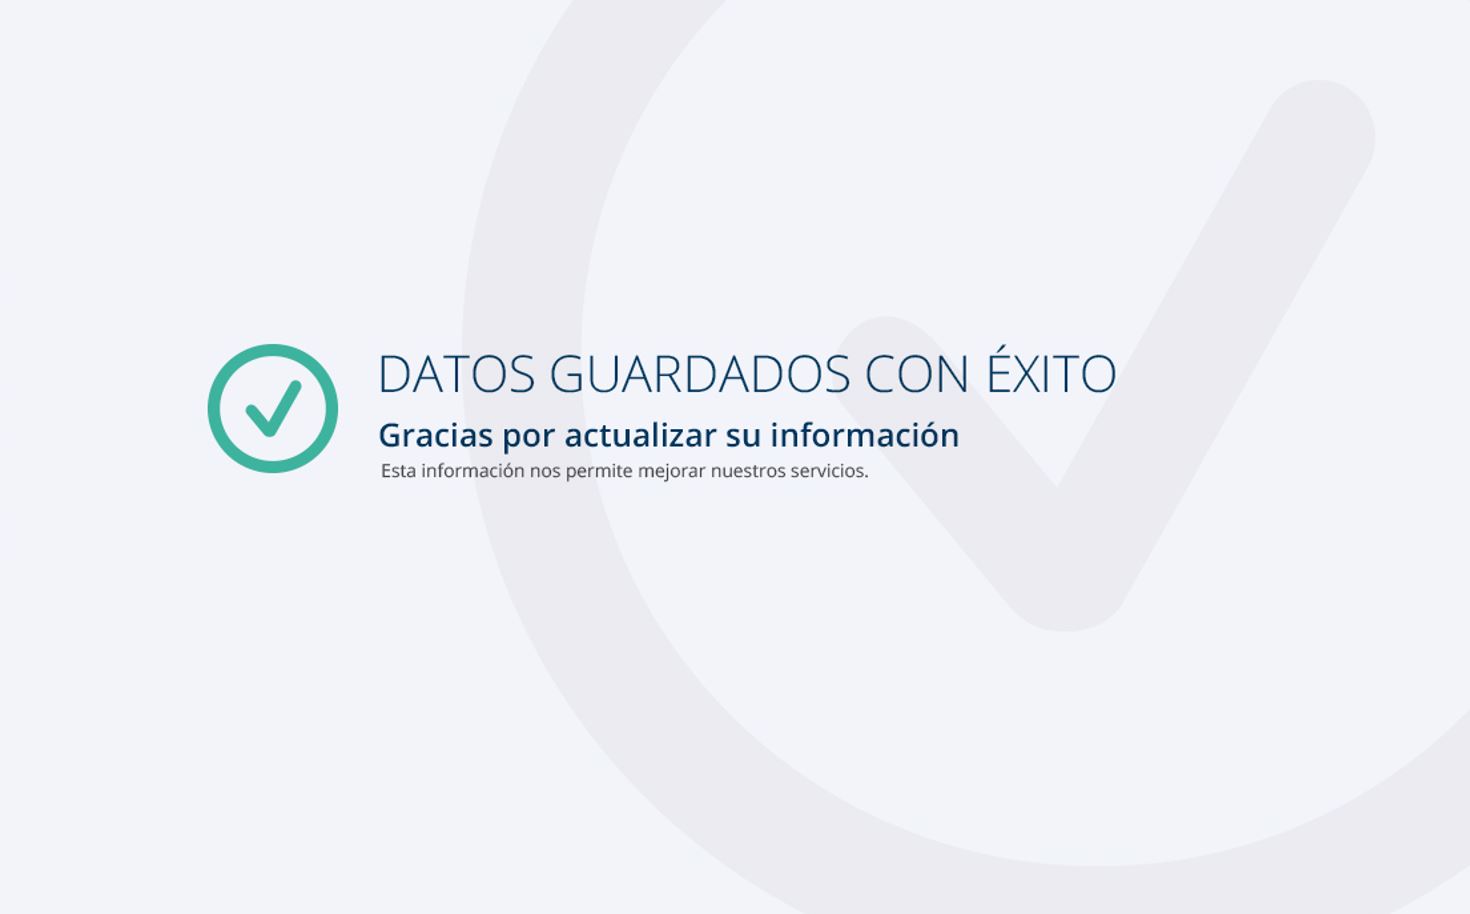 DATOS GUARDADOS CON ÉXITO
Gracias por actualizar su información
Esta información nos permite mejorar nuestros servicios.